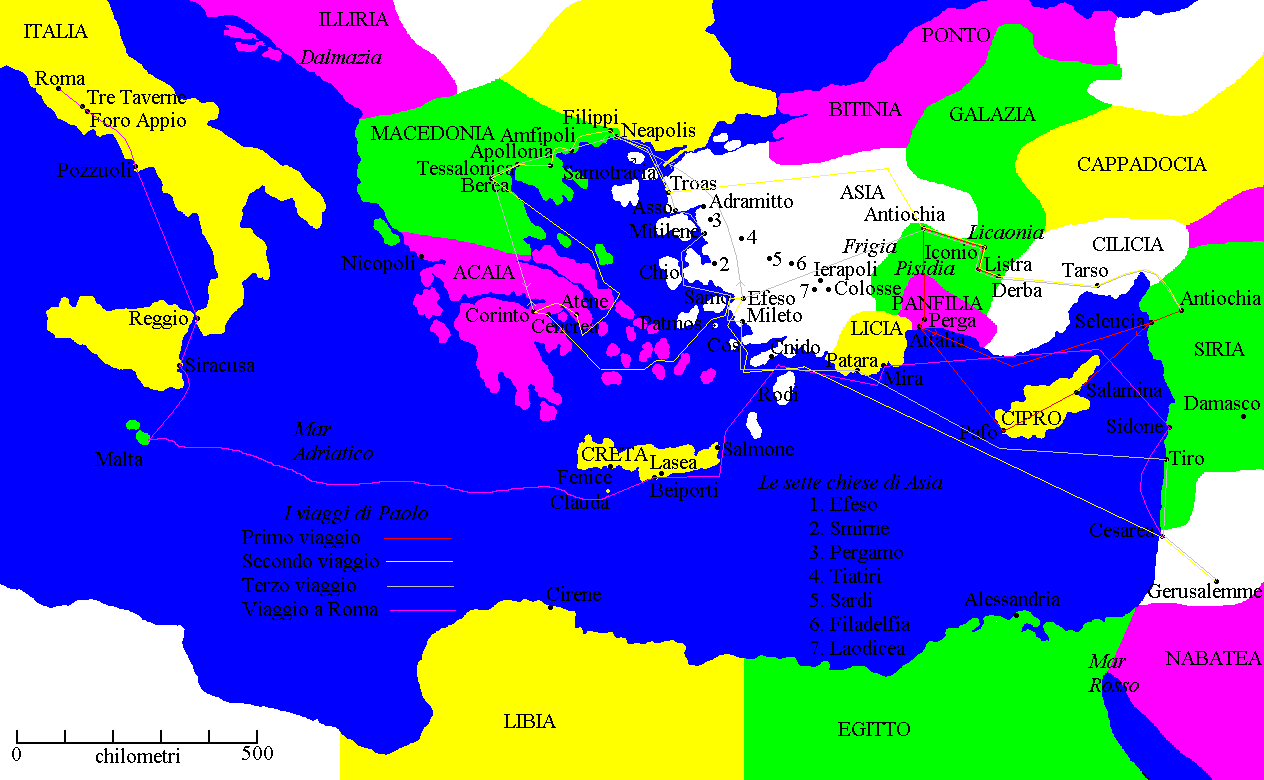 ITALIA
ILLIRIA
Dalmazia
PONTO
BITINIA
GALAZIA
CAPPADOCIA
Roma
Tre Taverne
Foro Appio
Pozzuoli
MACEDONIA
Filippi
Neapolis
Amfipoli
Apollonia
Tessalonica
Berea
Samotracia
Troas
ASIA
Asso
Adramitto
3
Mitilene
4
Antiochia
Licaonia
CILICIA
Nicopoli
ACAIA
Chio
2
5
6
Frigia
Iconio
Listra
Pisidia
Ierapoli
7
Colosse
Derba
Tarso
Antiochia
Reggio
Corinto
Atene
Cencrea
Samo
Efeso
Patmos
Mileto
PANFILIA
Perga
Attalia
LICIA
Seleucia
SIRIA
Siracusa
Cos
Cnido
Patara
Mira
Rodi
CIPRO
Salamina
Pafo
Damasco
Sidone
Tiro
Malta
Mar
Adriatico
CRETA
Salmone
Fenice
Lasea
Clauda
Beiporti
Cesarea
Gerusalemme
I viaggi di Paolo
Primo viaggio
Secondo viaggio
Terzo viaggio
Viaggio a Roma
Le sette chiese di Asia
1. Efeso
2. Smirne
3. Pergamo
4. Tiatiri
5. Sardi
6. Filadelfia
7. Laodicea
Cirene
Alessandria
Mar
Rosso
NABATEA
LIBIA
EGITTO
0
chilometri
500